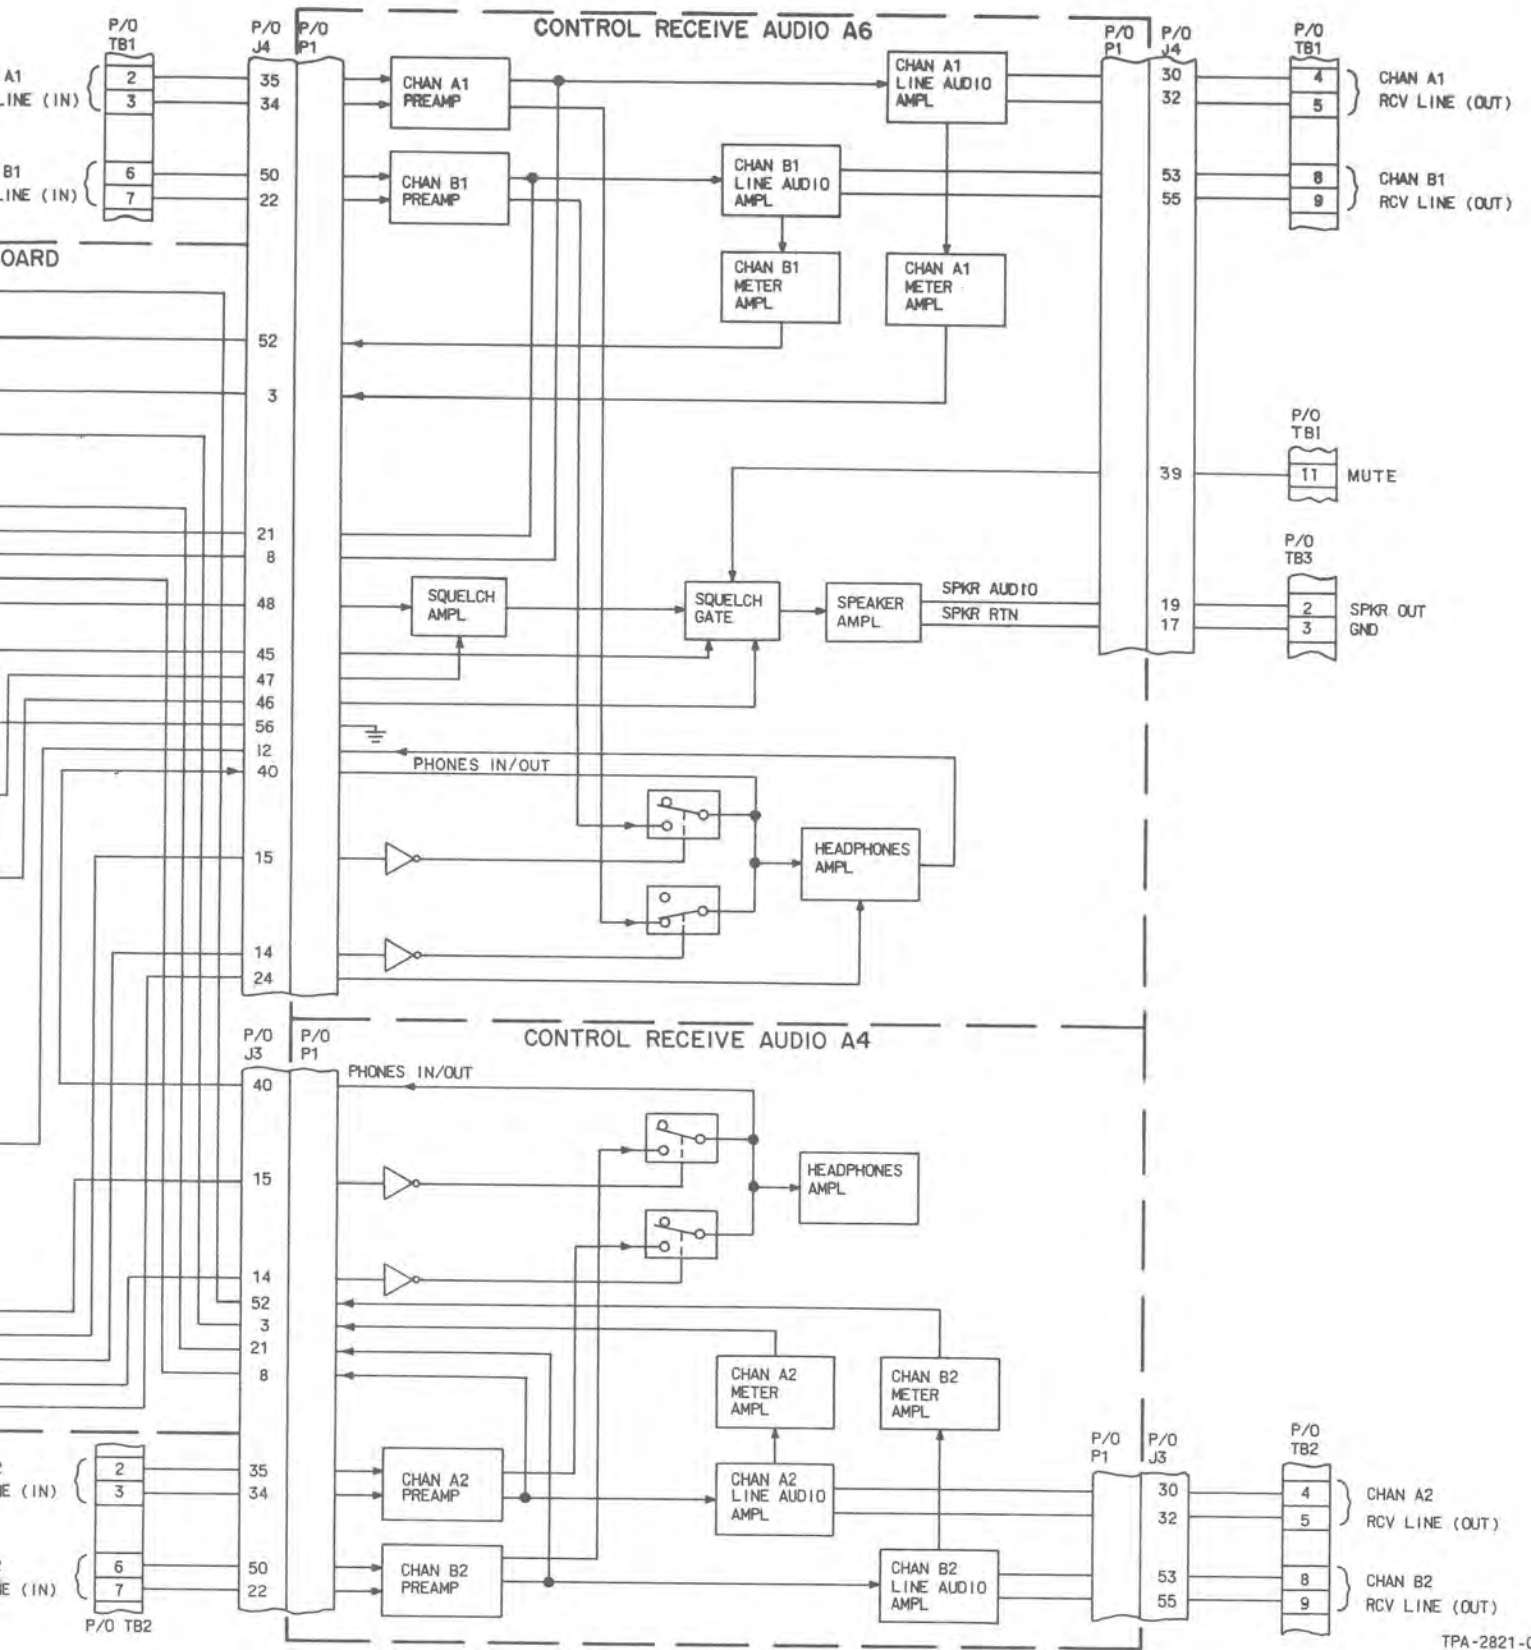 CONTROL RECEIVE AUDIO A6
P/O
TB1
P/O
J4
P/O
P1
P/O
P1
P/O
J4
P/O
TB1
A1
LINE (IN)
2
3
35
34
CHAN A1
PREAMP
CHAN A1
LINE AUDIO
AMPL
30
32
4
5
CHAN A1
RCV LINE (OUT)
B1
LINE (IN)
6
7
50
22
CHAN B1
PREAMP
CHAN B1
LINE AUDIO
AMPL
53
55
8
9
CHAN B1
RCV LINE (OUT)
OARD
CHAN B1
METER
AMPL
CHAN A1
METER
AMPL
52
3
P/O
TB1
39
11
MUTE
21
8
P/O
TB3
48
SQUELCH
AMPL
SQUELCH
GATE
SPEAKER
AMPL
SPKR AUDIO
SPKR RTN
19
17
2
3
SPKR OUT
GND
45
47
46
56
12
40
PHONES IN/OUT
15
HEADPHONES
AMPL
14
24
CONTROL RECEIVE AUDIO A4
P/O
J3
P/O
P1
40
PHONES IN/OUT
15
HEADPHONES
AMPL
14
52
3
21
8
CHAN A2
METER
AMPL
CHAN B2
METER
AMPL
P/O
P1
P/O
J3
P/O
TB2
2
E (IN)
2
3
35
34
CHAN A2
PREAMP
CHAN A2
LINE AUDIO
AMPL
30
32
4
5
CHAN A2
RCV LINE (OUT)
2
E (IN)
6
7
50
22
CHAN B2
PREAMP
CHAN B2
LINE AUDIO
AMPL
53
55
8
9
CHAN B2
RCV LINE (OUT)
P/O TB2
TPA-2821-